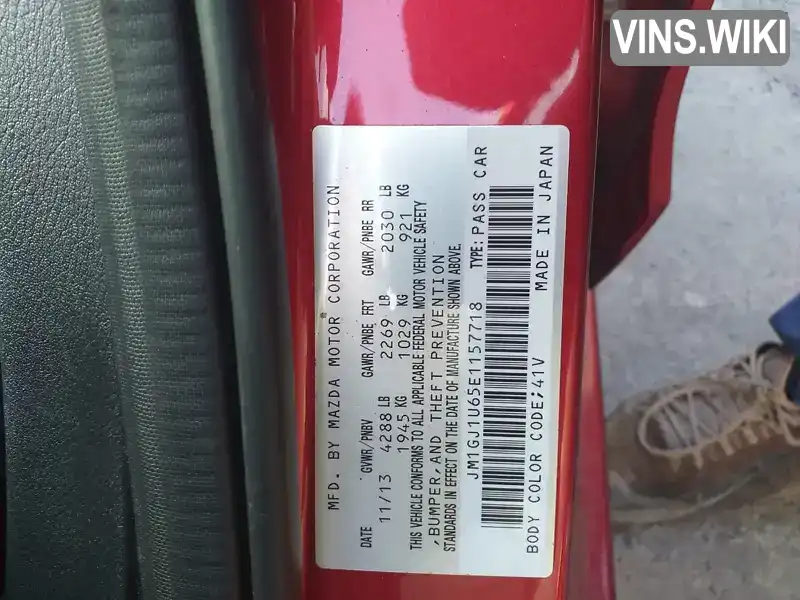 VINS.WIKI
MFD. BY MAZDA MOTOR CORPORATION
GVWR/PNBV GAWR/PNBE FRT GAWR/PNBE RR
DATE 11/13 4288 LB 2269 LB 2030 LB
1945 KG 1029 KG 921 KG
THIS VEHICLE CONFORMS TO ALL APPLICABLE FEDERAL MOTOR VEHICLE SAFETY
,BUMPER,AND THEFT PREVENTION
STANDARDS IN EFFECT ON THE DATE OF MANUFACTURE SHOWN ABOVE.
JM1GJ1U65E1157718 TYPE:PASS CAR
BODY COLOR CODE;41V MADE IN JAPAN